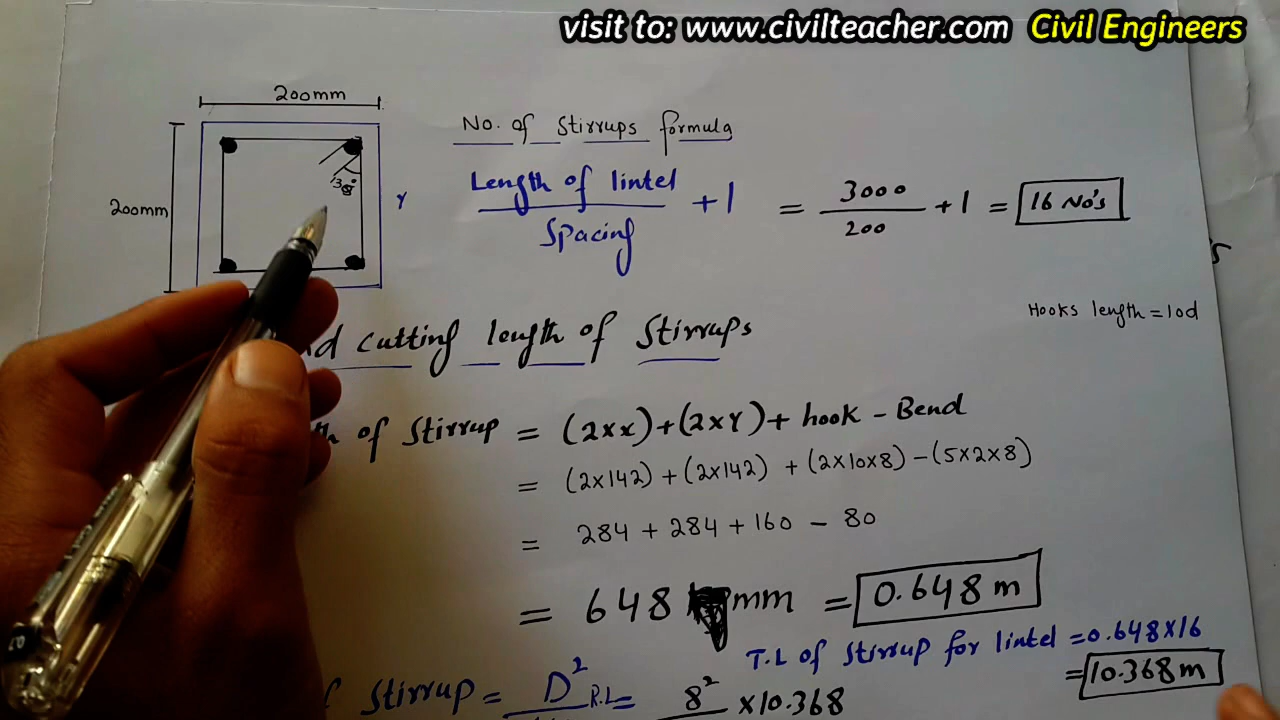 visit to: www.civilteacher.com Civil Engineers
200mm
200mm
Y
No. of Stirrups formula
Length of lintel / Spacing + 1 = 3000 / 200 + 1 = 16 No's
Hooks length = 10d
cutting length of Stirrups
of Stirrup = (2xx)+(2xY)+ hook - Bend
= (2x142) + (2x142) + (2x10x8) - (5x2x8)
= 284 + 284 + 160 - 80
= 648 mm = 0.648 m
T.L of stirrup for lintel = 0.648x16
= 10.368m
Stirrup = D² R.L = 8² x10.368